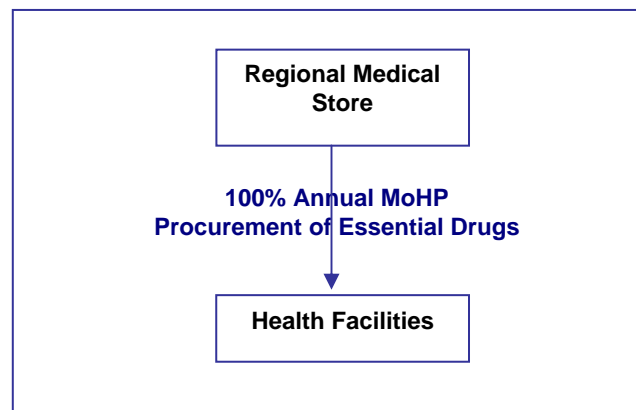 Regional Medical
Store
100% Annual MoHP
Procurement of Essential Drugs
Health Facilities